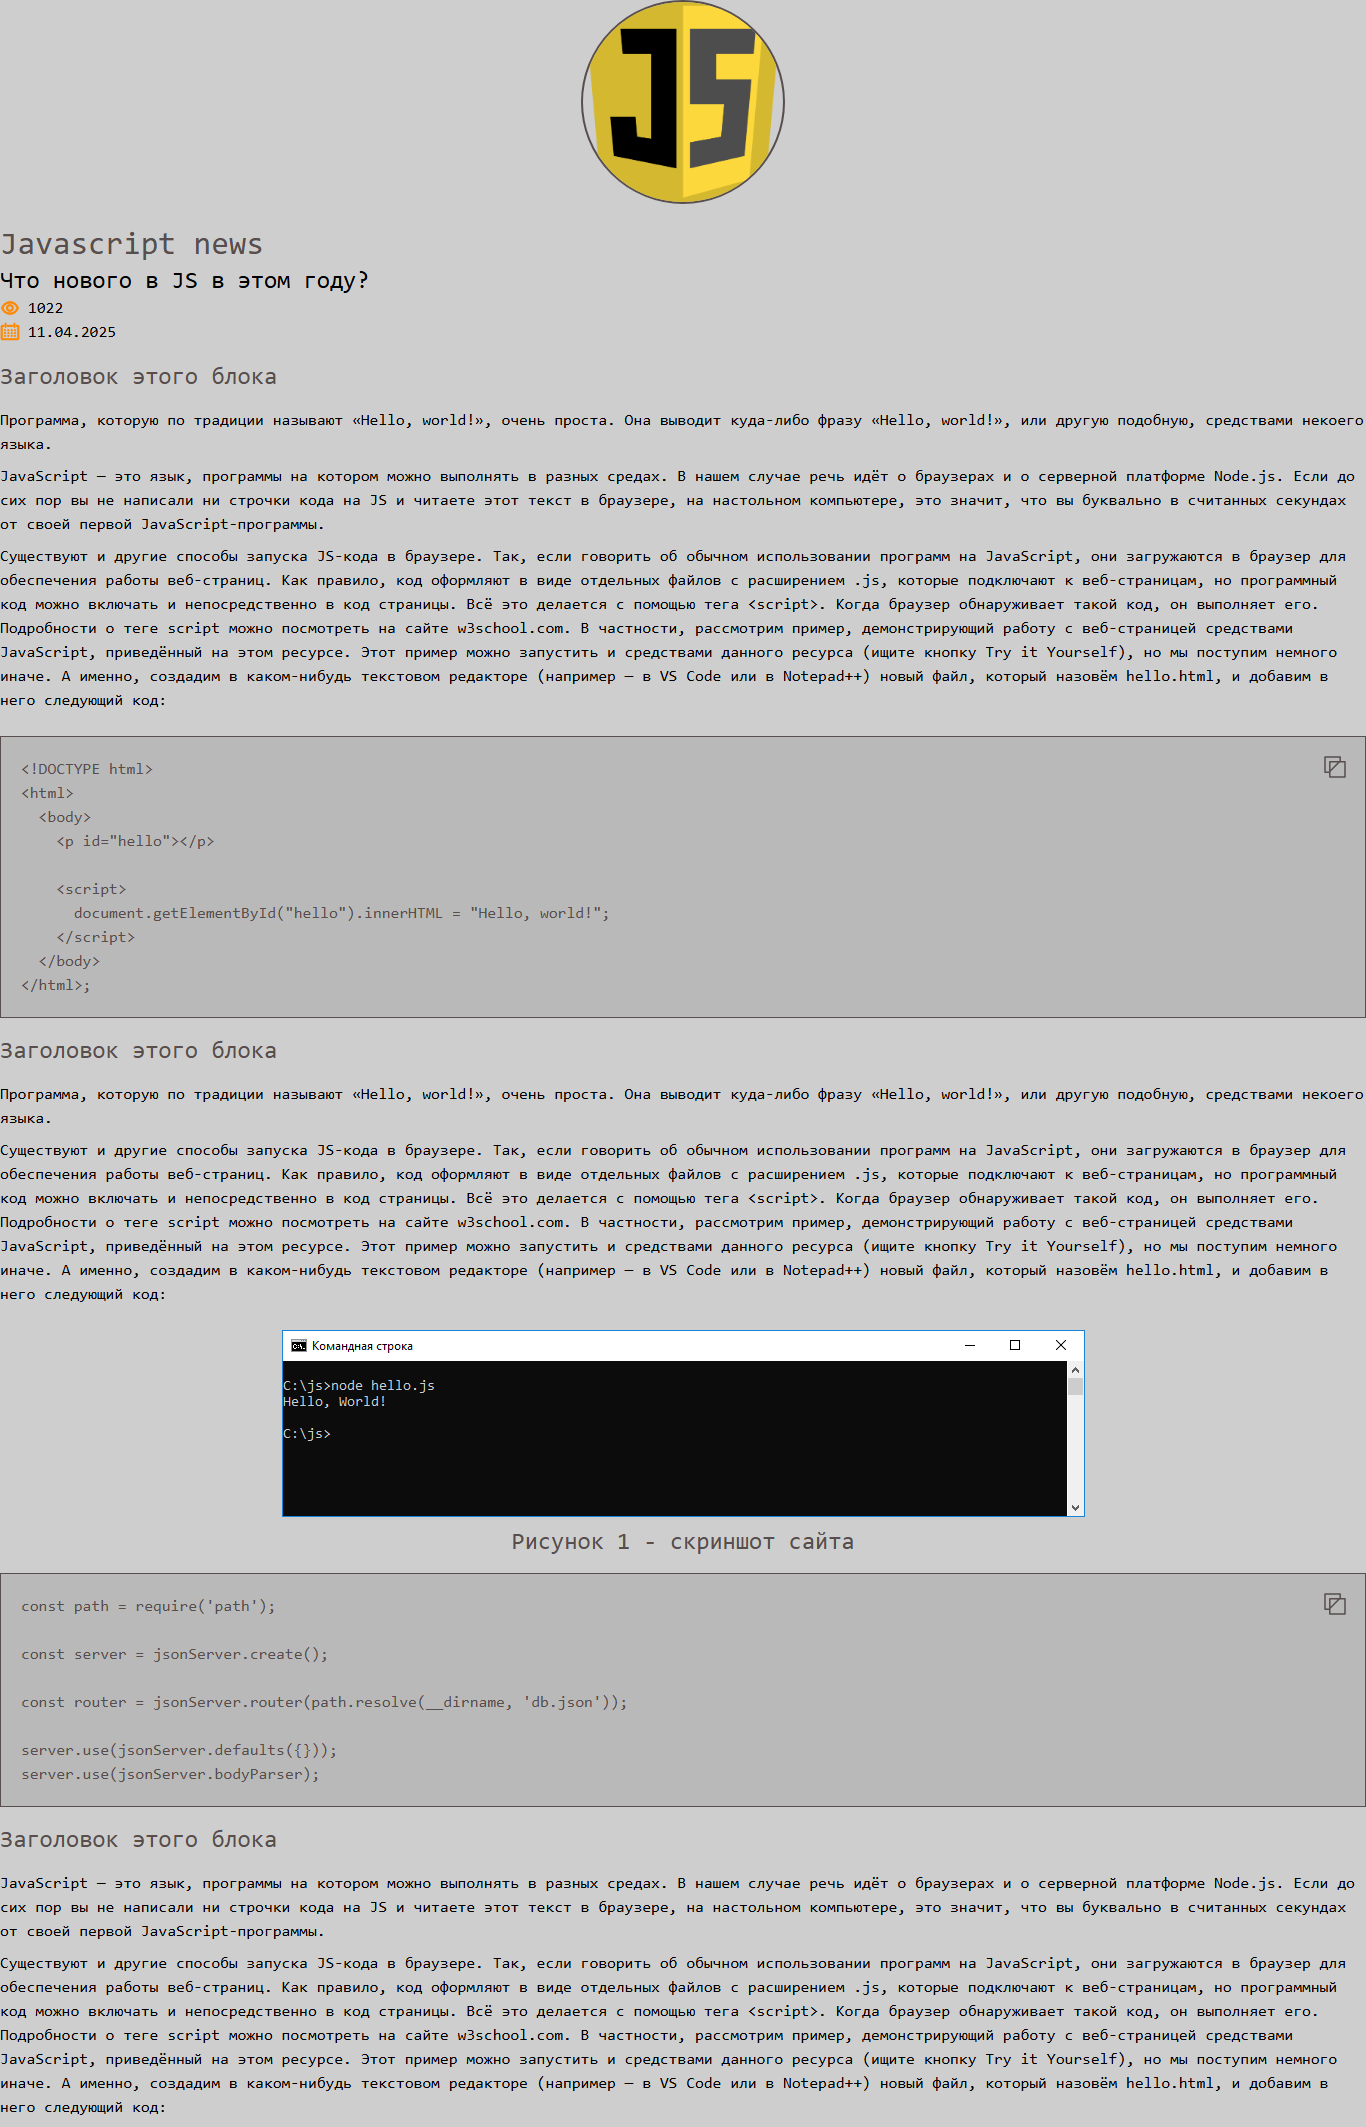 JS
Javascript news
Что нового в JS в этом году?
1022
11.04.2025
Заголовок этого блока
Программа, которую по традиции называют «Hello, world!», очень проста. Она выводит куда-либо фразу «Hello, world!», или другую подобную, средствами некоего
языка.
JavaScript — это язык, программы на котором можно выполнять в разных средах. В нашем случае речь идёт о браузерах и о серверной платформе Node.js. Если до
сих пор вы не написали ни строчки кода на JS и читаете этот текст в браузере, на настольном компьютере, это значит, что вы буквально в считанных секундах
от своей первой JavaScript-программы.
Существуют и другие способы запуска JS-кода в браузере. Так, если говорить об обычном использовании программ на JavaScript, они загружаются в браузер для
обеспечения работы веб-страниц. Как правило, код оформляют в виде отдельных файлов с расширением .js, которые подключают к веб-страницам, но программный
код можно включать и непосредственно в код страницы. Всё это делается с помощью тега <script>. Когда браузер обнаруживает такой код, он выполняет его.
Подробности о теге script можно посмотреть на сайте w3school.com. В частности, рассмотрим пример, демонстрирующий работу с веб-страницей средствами
JavaScript, приведённый на этом ресурсе. Этот пример можно запустить и средствами данного ресурса (ищите кнопку Try it Yourself), но мы поступим немного
иначе. А именно, создадим в каком-нибудь текстовом редакторе (например — в VS Code или в Notepad++) новый файл, который назовём hello.html, и добавим в
него следующий код:
<!DOCTYPE html>
<html>
  <body>
    <p id="hello"></p>
    <script>
      document.getElementById("hello").innerHTML = "Hello, world!";
    </script>
  </body>
</html>;
Заголовок этого блока
Программа, которую по традиции называют «Hello, world!», очень проста. Она выводит куда-либо фразу «Hello, world!», или другую подобную, средствами некоего
языка.
Существуют и другие способы запуска JS-кода в браузере. Так, если говорить об обычном использовании программ на JavaScript, они загружаются в браузер для
обеспечения работы веб-страниц. Как правило, код оформляют в виде отдельных файлов с расширением .js, которые подключают к веб-страницам, но программный
код можно включать и непосредственно в код страницы. Всё это делается с помощью тега <script>. Когда браузер обнаруживает такой код, он выполняет его.
Подробности о теге script можно посмотреть на сайте w3school.com. В частности, рассмотрим пример, демонстрирующий работу с веб-страницей средствами
JavaScript, приведённый на этом ресурсе. Этот пример можно запустить и средствами данного ресурса (ищите кнопку Try it Yourself), но мы поступим немного
иначе. А именно, создадим в каком-нибудь текстовом редакторе (например — в VS Code или в Notepad++) новый файл, который назовём hello.html, и добавим в
него следующий код:
Командная строка
C:\js>node hello.js
Hello, World!
C:\js>
Рисунок 1 - скриншот сайта
const path = require('path');
const server = jsonServer.create();
const router = jsonServer.router(path.resolve(__dirname, 'db.json'));
server.use(jsonServer.defaults({}));
server.use(jsonServer.bodyParser);
Заголовок этого блока
JavaScript — это язык, программы на котором можно выполнять в разных средах. В нашем случае речь идёт о браузерах и о серверной платформе Node.js. Если до
сих пор вы не написали ни строчки кода на JS и читаете этот текст в браузере, на настольном компьютере, это значит, что вы буквально в считанных секундах
от своей первой JavaScript-программы.
Существуют и другие способы запуска JS-кода в браузере. Так, если говорить об обычном использовании программ на JavaScript, они загружаются в браузер для
обеспечения работы веб-страниц. Как правило, код оформляют в виде отдельных файлов с расширением .js, которые подключают к веб-страницам, но программный
код можно включать и непосредственно в код страницы. Всё это делается с помощью тега <script>. Когда браузер обнаруживает такой код, он выполняет его.
Подробности о теге script можно посмотреть на сайте w3school.com. В частности, рассмотрим пример, демонстрирующий работу с веб-страницей средствами
JavaScript, приведённый на этом ресурсе. Этот пример можно запустить и средствами данного ресурса (ищите кнопку Try it Yourself), но мы поступим немного
иначе. А именно, создадим в каком-нибудь текстовом редакторе (например — в VS Code или в Notepad++) новый файл, который назовём hello.html, и добавим в
него следующий код: